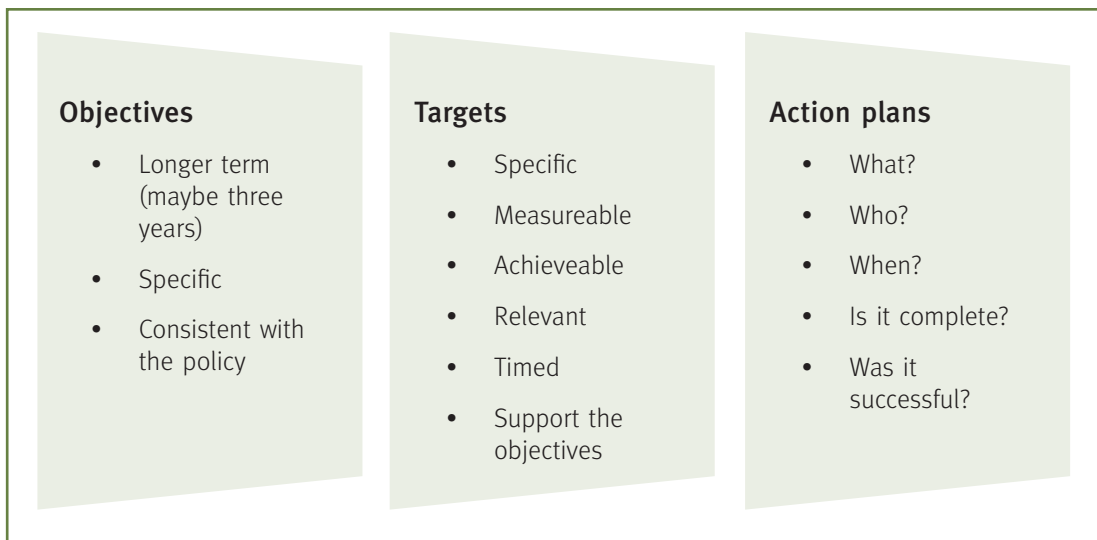 Objectives
• Longer term
(maybe three
years)
• Specific
• Consistent with
the policy
Targets
• Specific
• Measureable
• Achieveable
• Relevant
• Timed
• Support the
objectives
Action plans
• What?
• Who?
• When?
• Is it complete?
• Was it
successful?